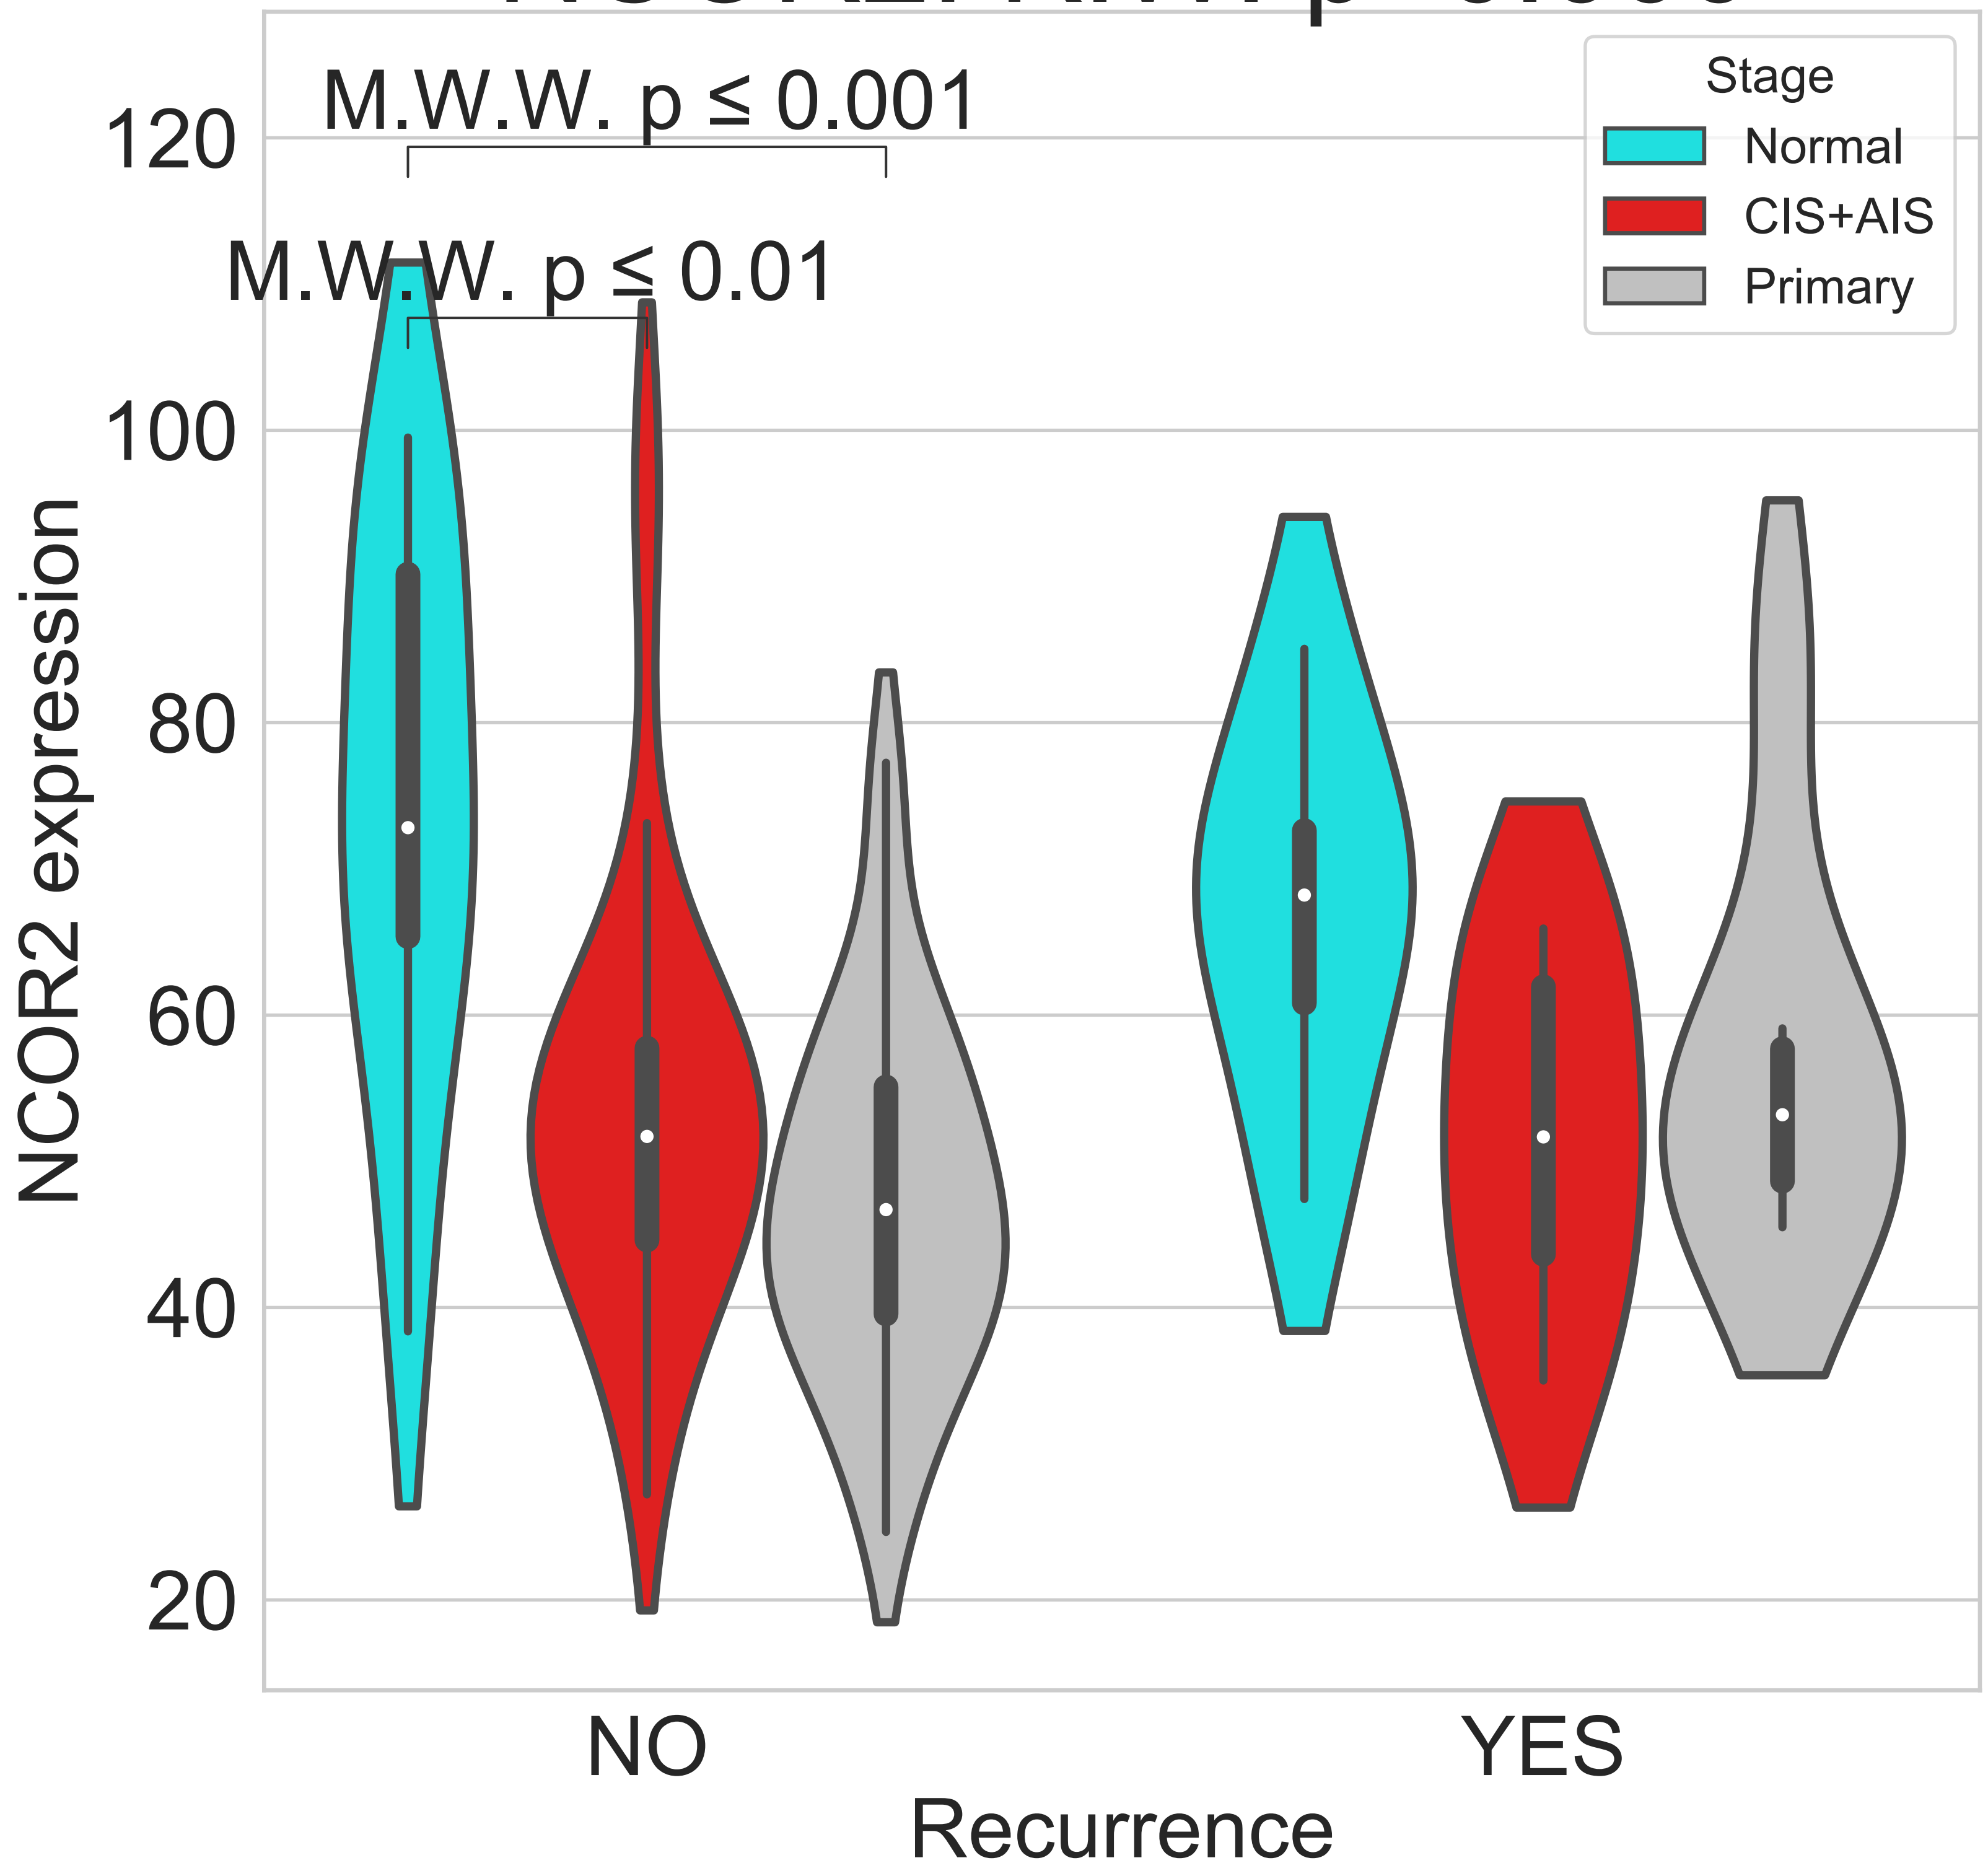 M.W.W. p ≤ 0.001
M.W.W. p ≤ 0.01
Stage
Normal
CIS+AIS
Primary
120
100
80
60
40
20
NCOR2 expression
NO
YES
Recurrence